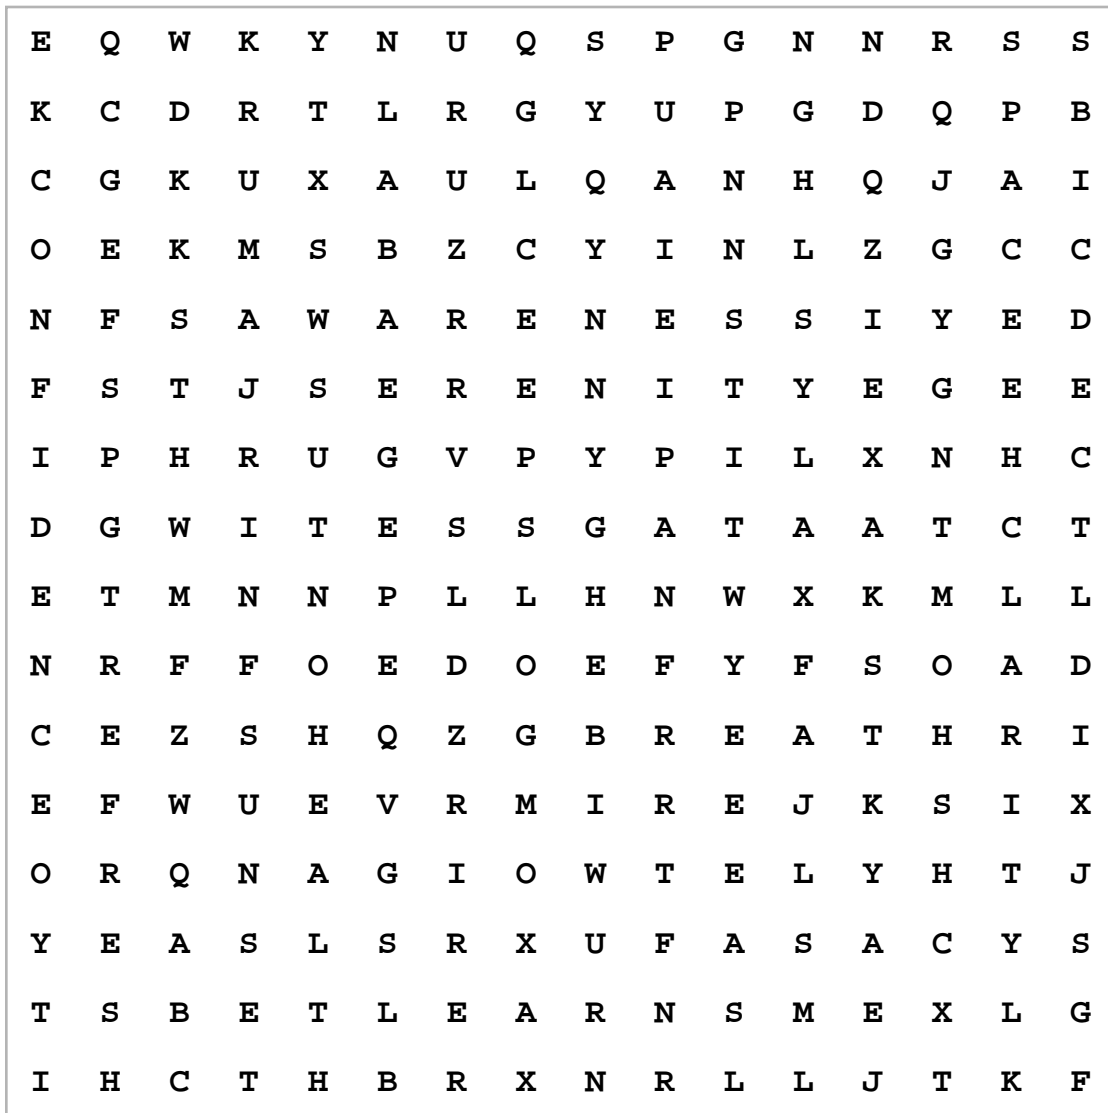 E Q W K Y N U Q S P G N N R S S
K C D R T L R G Y U P G D Q P B
C G K U X A U L Q A N H Q J A I
O E K M S B Z C Y I N L Z G C C
N F S A W A R E N E S S I Y E D
F S T J S E R E N I T Y E G E E
I P H R U G V P Y P I L X N H C
D G W I T E S S G A T A A T C T
E T M N N P L L H N W X K M L L
N R F F O E D O E F Y F S O A D
C E Z S H Q Z G B R E A T H R I
E F W U E V R M I R E J K S I X
O R Q N A G I O W T E L Y H T J
Y E A S L S R X U F A S A C Y S
T S B E T L E A R N S M E X L G
I H C T H B R X N R L L J T K F